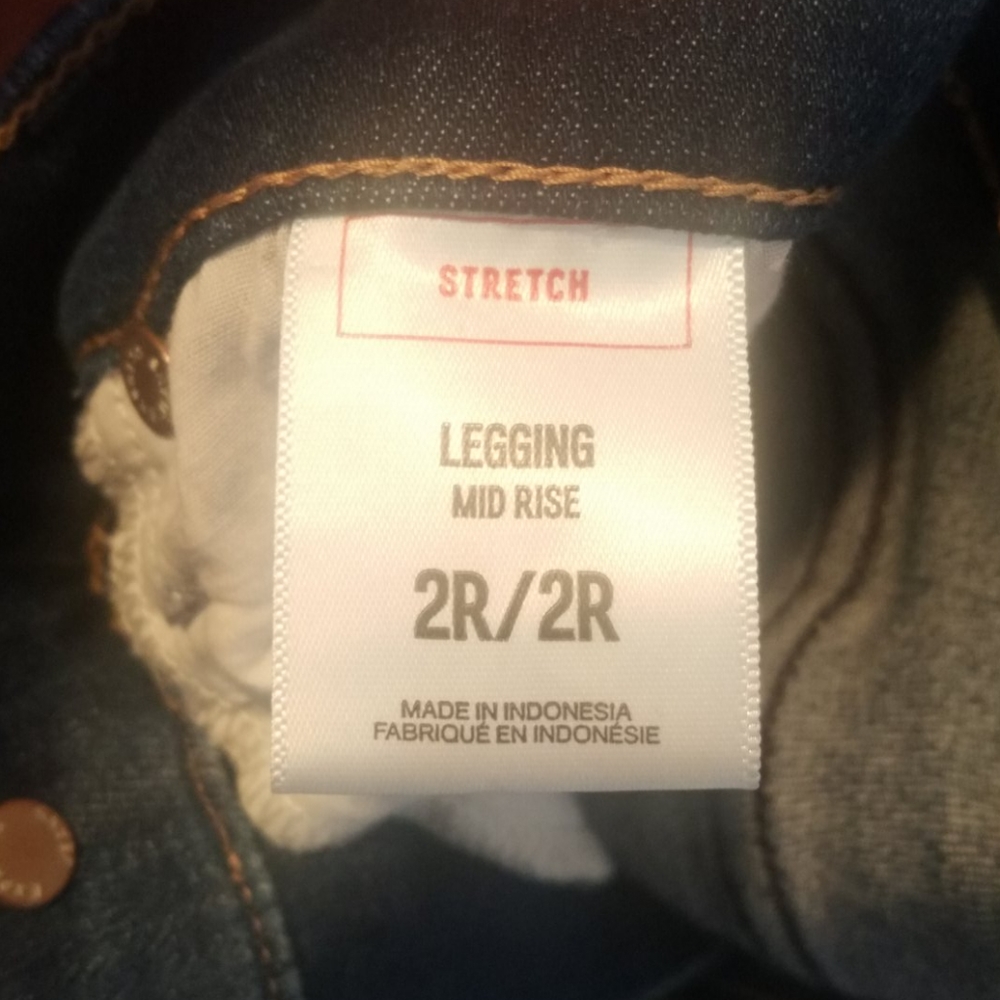 STRETCH
LEGGING
MID RISE
2R/2R
MADE IN INDONESIA
FABRIQUÉ EN INDONÉSIE